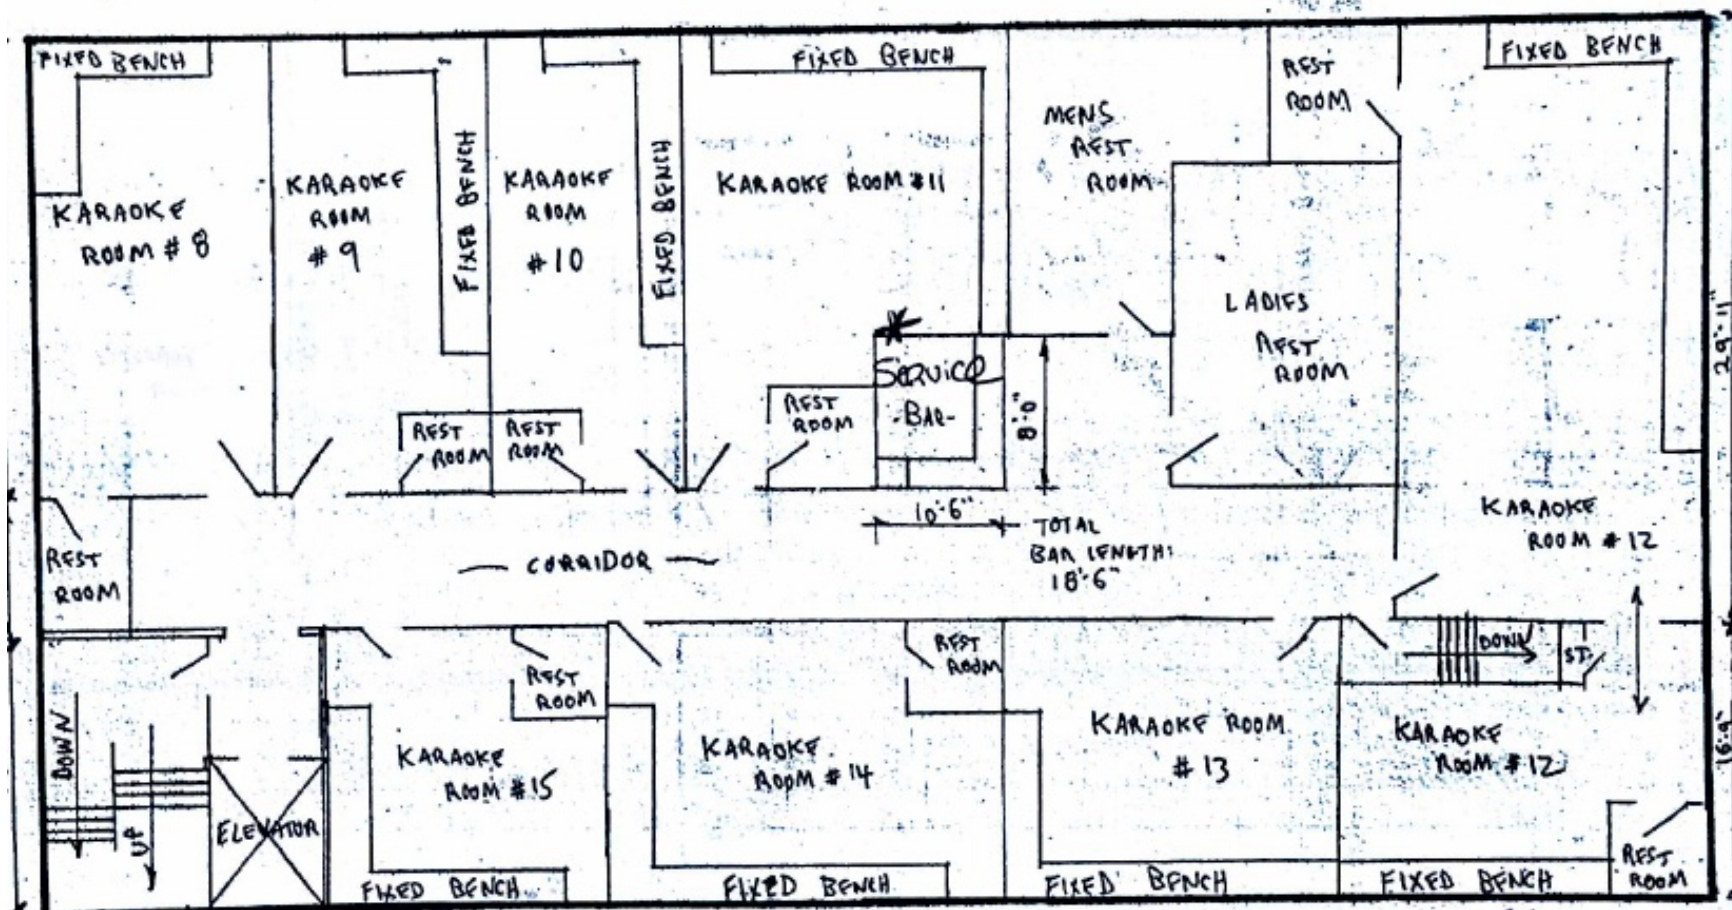 FIXED BENCH
KARAOKE
ROOM # 8
KARAOKE
ROOM
# 9
FIXED BENCH
KARAOKE
ROOM
# 10
FIXED BENCH
FIXED BENCH
KARAOKE ROOM #11
MENS
REST
ROOM
REST
ROOM
FIXED BENCH
LADIES
REST
ROOM
SERVICE
-BAR-
REST
ROOM
REST
ROOM
REST
ROOM
8'-0"
29'-11"
10'-6"
TOTAL
BAR LENGTH:
18'-6"
KARAOKE
ROOM # 12
REST
ROOM
CORRIDOR
DOWN
ST.
REST
ROOM
REST
ROOM
DOWN
UP
ELEVATOR
KARAOKE
ROOM #15
KARAOKE
ROOM # 14
KARAOKE ROOM
# 13
KARAOKE
ROOM #12
FIXED BENCH
FIXED BENCH
FIXED BENCH
FIXED BENCH
REST
ROOM